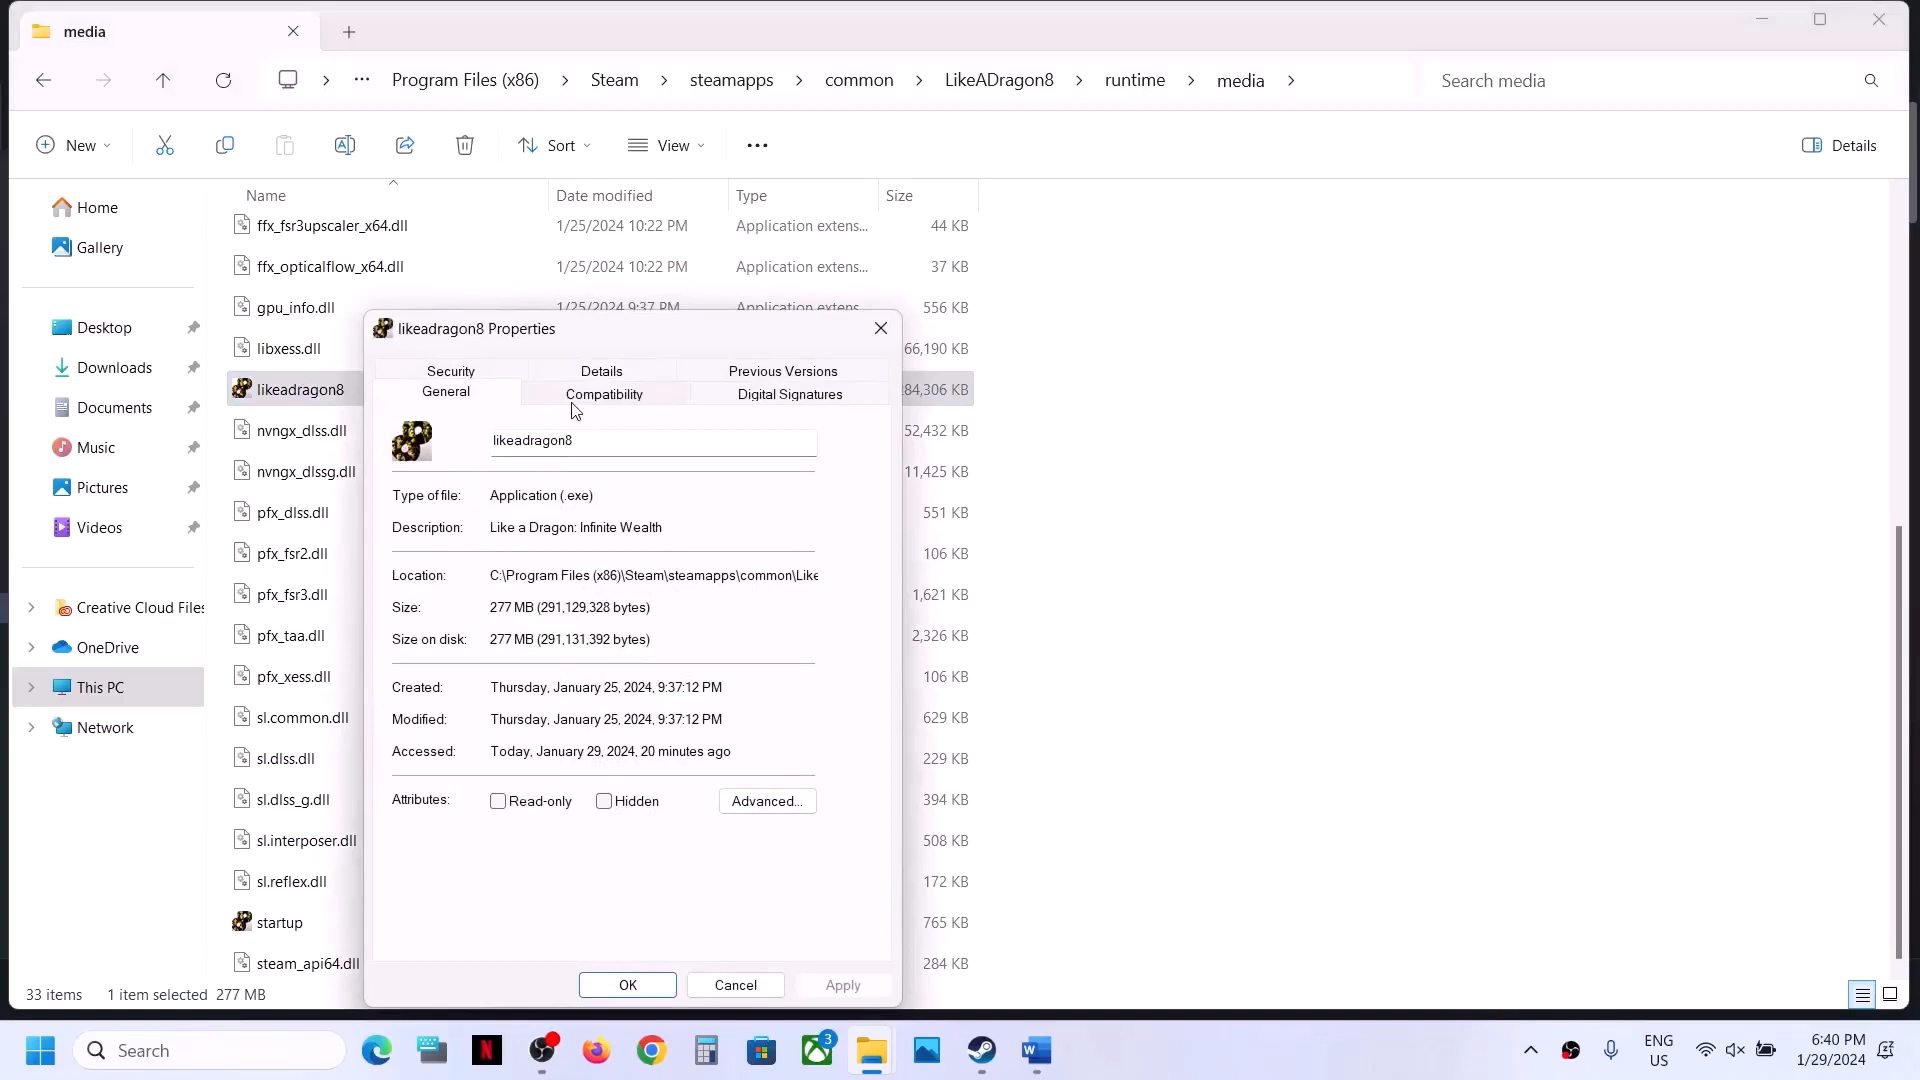 media
Program Files (x86)
Steam
steamapps
common
LikeADragon8
runtime
media
Search media
New
Sort
View
Details
Name
Date modified
Type
Size
Home
Gallery
Desktop
Downloads
Documents
Music
Pictures
Videos
Creative Cloud Files
OneDrive
This PC
Network
ffx_fsr3upscaler_x64.dll 1/25/2024 10:22 PM Application extens... 44 KB
ffx_opticalflow_x64.dll 1/25/2024 10:22 PM Application extens... 37 KB
gpu_info.dll 1/25/2024 9:37 PM Application extens... 556 KB
libxess.dll 66,190 KB
likeadragon8 84,306 KB
nvngx_dlss.dll 52,432 KB
nvngx_dlssg.dll 11,425 KB
pfx_dlss.dll 551 KB
pfx_fsr2.dll 106 KB
pfx_fsr3.dll 1,621 KB
pfx_taa.dll 2,326 KB
pfx_xess.dll 106 KB
sl.common.dll 629 KB
sl.dlss.dll 229 KB
sl.dlss_g.dll 394 KB
sl.interposer.dll 508 KB
sl.reflex.dll 172 KB
startup 765 KB
steam_api64.dll 284 KB
likeadragon8 Properties
Security
Details
Previous Versions
General
Compatibility
Digital Signatures
likeadragon8
Type of file: Application (.exe)
Description: Like a Dragon: Infinite Wealth
Location: C:\Program Files (x86)\Steam\steamapps\common\Like
Size: 277 MB (291,129,328 bytes)
Size on disk: 277 MB (291,131,392 bytes)
Created: Thursday, January 25, 2024, 9:37:12 PM
Modified: Thursday, January 25, 2024, 9:37:12 PM
Accessed: Today, January 29, 2024, 20 minutes ago
Attributes: Read-only Hidden Advanced...
OK
Cancel
Apply
33 items 1 item selected 277 MB
Search
3
ENG
US
6:40 PM
1/29/2024